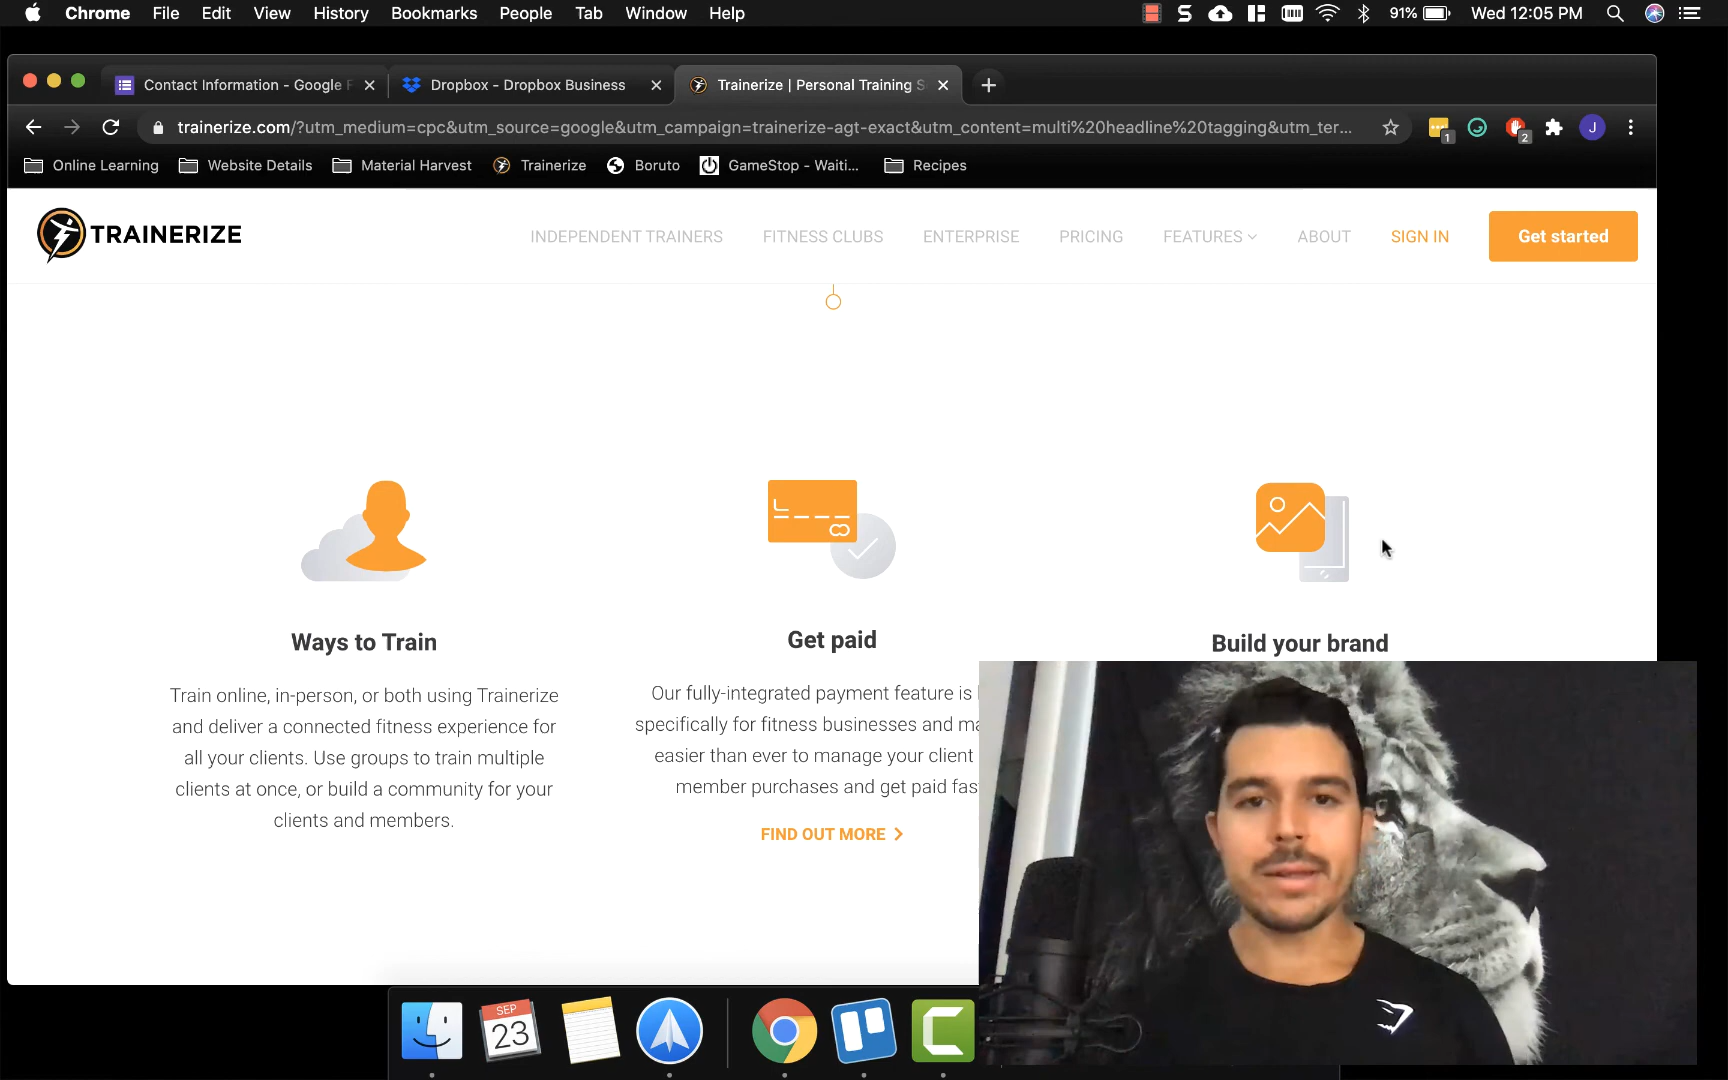 Chrome File Edit View History Bookmarks People Tab Window Help 91% Wed 12:05 PM
Contact Information - Google F Dropbox - Dropbox Business Trainerize | Personal Training S
trainerize.com/?utm_medium=cpc&utm_source=google&utm_campaign=trainerize-agt-exact&utm_content=multi%20headline%20tagging&utm_ter... 1 2 J
Online Learning Website Details Material Harvest Trainerize Boruto GameStop - Waiti... Recipes
TRAINERIZE INDEPENDENT TRAINERS FITNESS CLUBS ENTERPRISE PRICING FEATURES ABOUT SIGN IN Get started
Ways to Train
Train online, in-person, or both using Trainerize
and deliver a connected fitness experience for
all your clients. Use groups to train multiple
clients at once, or build a community for your
clients and members.
Get paid
Our fully-integrated payment feature is
specifically for fitness businesses and ma
easier than ever to manage your client
member purchases and get paid fas
FIND OUT MORE
Build your brand
SEP
23